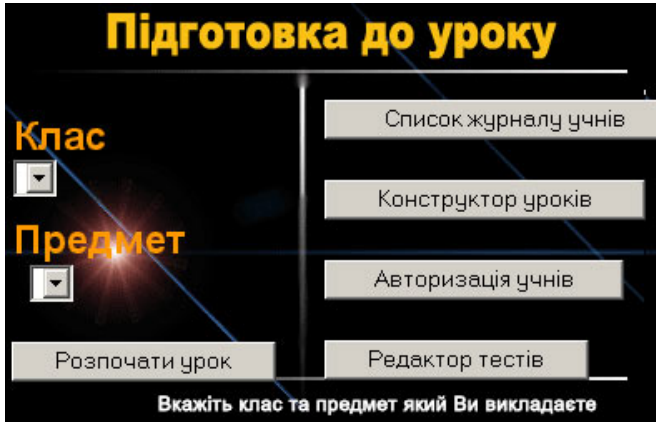 Підготовка до уроку
Клас
Предмет
Розпочати урок
Список журналу учнів
Конструктор уроків
Авторизація учнів
Редактор тестів
Вкажіть клас та предмет який Ви викладаєте